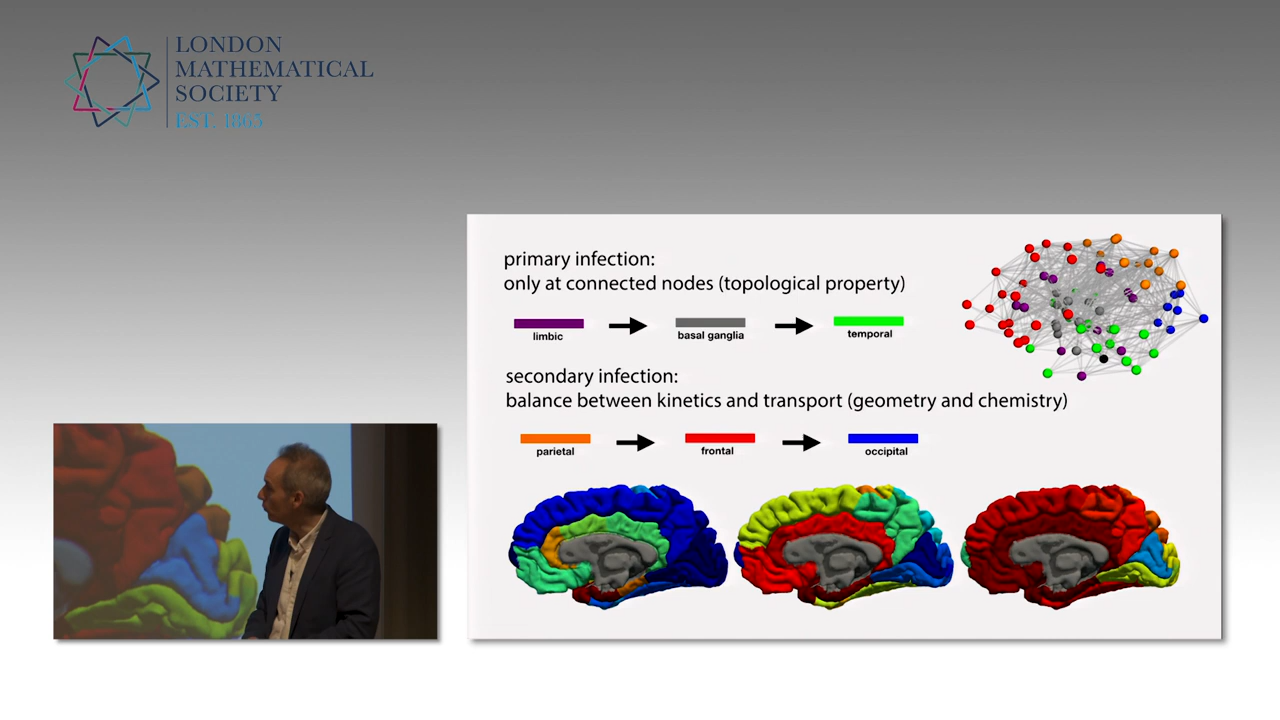 LONDON
MATHEMATICAL
SOCIETY
EST. 1865
primary infection:
only at connected nodes (topological property)
limbic
basal ganglia
temporal
secondary infection:
balance between kinetics and transport (geometry and chemistry)
parietal
frontal
occipital